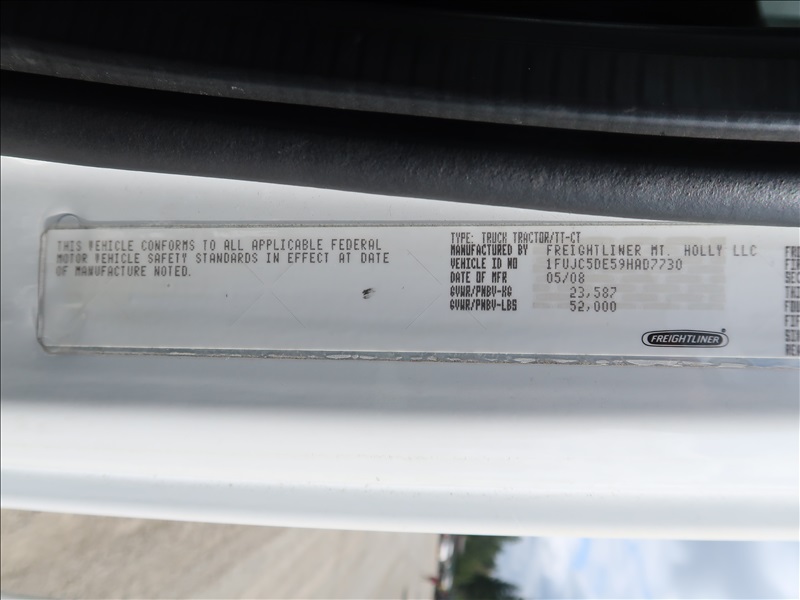 THIS VEHICLE CONFORMS TO ALL APPLICABLE FEDERAL
MOTOR VEHICLE SAFETY STANDARDS IN EFFECT AT DATE
OF MANUFACTURE NOTED.
TYPE: TRUCK TRACTOR/TT-CT
MANUFACTURED BY FREIGHTLINER MT. HOLLY LLC
VEHICLE ID NO 1FUJC5DE59HAD7730
DATE OF MFR 05/08
GVWR/PNBV-KG 23,587
GVWR/PNBV-LBS 52,000
FREIGHTLINER